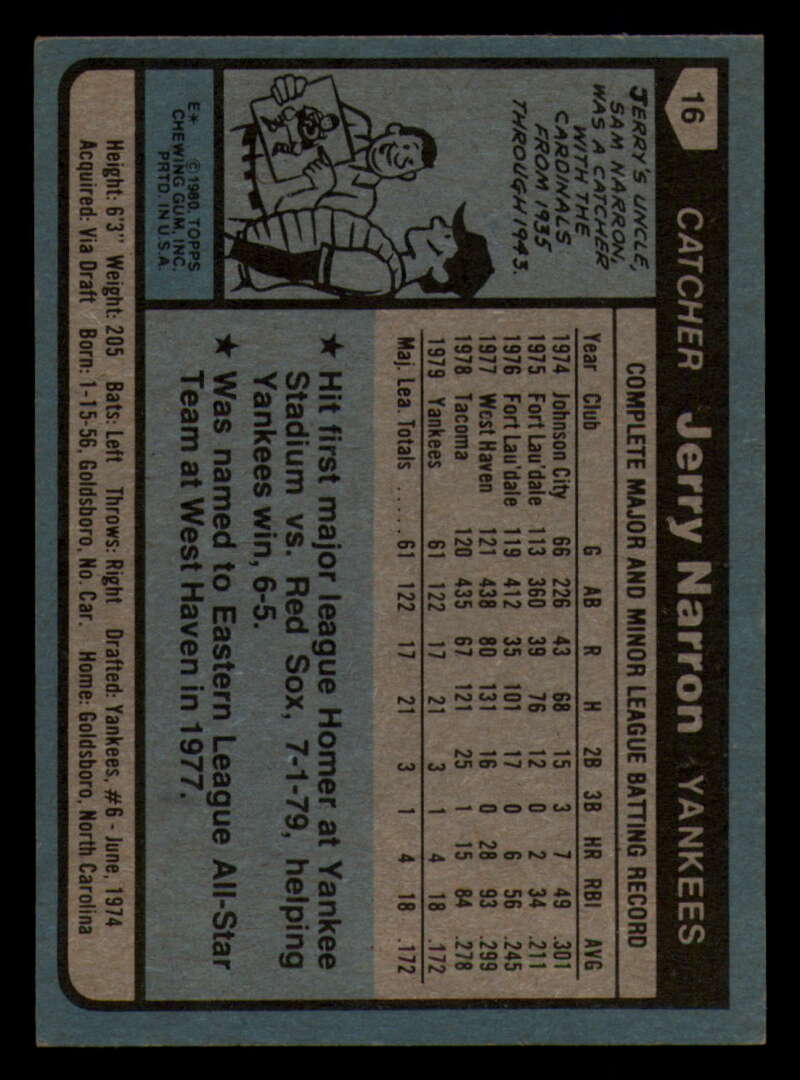 16
CATCHER Jerry Narron YANKEES
JERRY'S UNCLE,
SAM NARRON,
WAS A CATCHER
WITH THE
CARDINALS
FROM 1935
THROUGH 1943.
E* ©1980, TOPPS
CHEWING GUM, INC.
PRTD. IN U.S.A.
COMPLETE MAJOR AND MINOR LEAGUE BATTING RECORD
Year Club G AB R H 2B 3B HR RBI AVG
1974 Johnson City 66 226 43 68 15 3 7 49 .301
1975 Fort Lau'dale 113 360 39 76 12 0 2 34 .211
1976 Fort Lau'dale 119 412 35 101 17 0 6 56 .245
1977 West Haven 121 438 80 131 16 0 28 93 .299
1978 Tacoma 120 435 67 121 25 1 15 84 .278
1979 Yankees 61 122 17 21 3 1 4 18 .172
Maj. Lea. Totals ...... 61 122 17 21 3 1 4 18 .172
★ Hit first major league Homer at Yankee
Stadium vs. Red Sox, 7-1-79, helping
Yankees win, 6-5.
★ Was named to Eastern League All-Star
Team at West Haven in 1977.
Height: 6'3" Weight: 205 Bats: Left Throws: Right Drafted: Yankees, #6 - June, 1974
Acquired: Via Draft Born: 1-15-56, Goldsboro, No. Car. Home: Goldsboro, North Carolina